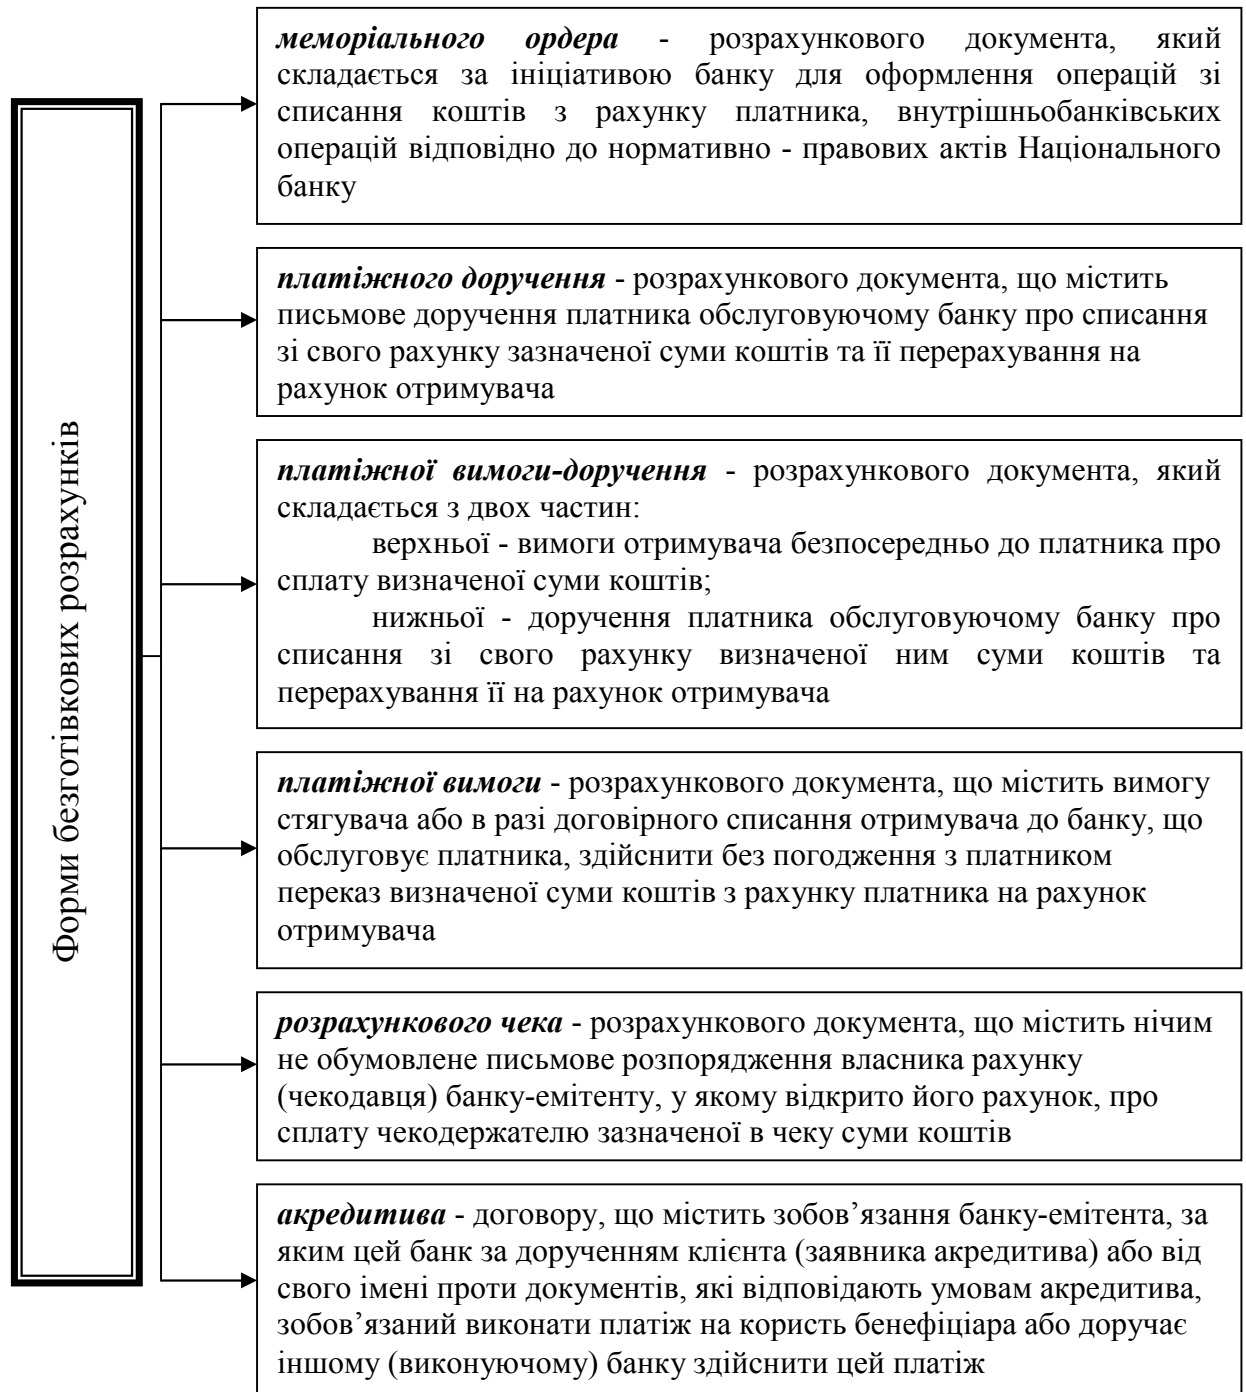 Форми безготівкових розрахунків
меморіального ордера - розрахункового документа, який
складається за ініціативою банку для оформлення операцій зі
списання коштів з рахунку платника, внутрішньобанківських
операцій відповідно до нормативно - правових актів Національного
банку
платіжного доручення - розрахункового документа, що містить
письмове доручення платника обслуговуючому банку про списання
зі свого рахунку зазначеної суми коштів та її перерахування на
рахунок отримувача
платіжної вимоги-доручення - розрахункового документа, який
складається з двох частин:
верхньої - вимоги отримувача безпосередньо до платника про
сплату визначеної суми коштів;
нижньої - доручення платника обслуговуючому банку про
списання зі свого рахунку визначеної ним суми коштів та
перерахування її на рахунок отримувача
платіжної вимоги - розрахункового документа, що містить вимогу
стягувача або в разі договірного списання отримувача до банку, що
обслуговує платника, здійснити без погодження з платником
переказ визначеної суми коштів з рахунку платника на рахунок
отримувача
розрахункового чека - розрахункового документа, що містить нічим
не обумовлене письмове розпорядження власника рахунку
(чекодавця) банку-емітенту, у якому відкрито його рахунок, про
сплату чекодержателю зазначеної в чеку суми коштів
акредитива - договору, що містить зобов’язання банку-емітента, за
яким цей банк за дорученням клієнта (заявника акредитива) або від
свого імені проти документів, які відповідають умовам акредитива,
зобов’язаний виконати платіж на користь бенефіціара або доручає
іншому (виконуючому) банку здійснити цей платіж